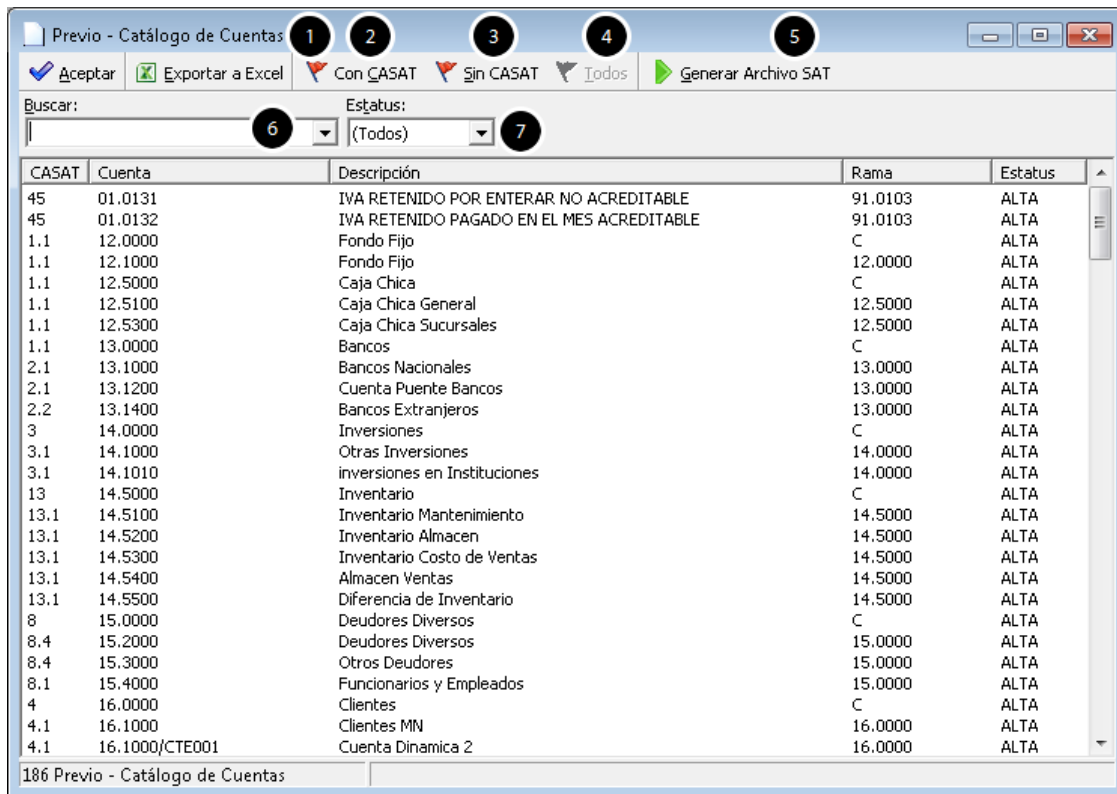 Previo - Catálogo de Cuentas 1 2 3 4 5
Aceptar Exportar a Excel Con CASAT Sin CASAT Todos Generar Archivo SAT
Buscar: Estatus:
6 (Todos) 7
CASAT Cuenta Descripción Rama Estatus
45 01.0131 IVA RETENIDO POR ENTERAR NO ACREDITABLE 91.0103 ALTA
45 01.0132 IVA RETENIDO PAGADO EN EL MES ACREDITABLE 91.0103 ALTA
1.1 12.0000 Fondo Fijo C ALTA
1.1 12.1000 Fondo Fijo 12.0000 ALTA
1.1 12.5000 Caja Chica C ALTA
1.1 12.5100 Caja Chica General 12.5000 ALTA
1.1 12.5300 Caja Chica Sucursales 12.5000 ALTA
1.1 13.0000 Bancos C ALTA
2.1 13.1000 Bancos Nacionales 13.0000 ALTA
2.1 13.1200 Cuenta Puente Bancos 13.0000 ALTA
2.2 13.1400 Bancos Extranjeros 13.0000 ALTA
3 14.0000 Inversiones C ALTA
3.1 14.1000 Otras Inversiones 14.0000 ALTA
3.1 14.1010 inversiones en Instituciones 14.0000 ALTA
13 14.5000 Inventario C ALTA
13.1 14.5100 Inventario Mantenimiento 14.5000 ALTA
13.1 14.5200 Inventario Almacen 14.5000 ALTA
13.1 14.5300 Inventario Costo de Ventas 14.5000 ALTA
13.1 14.5400 Almacen Ventas 14.5000 ALTA
13.1 14.5500 Diferencia de Inventario 14.5000 ALTA
8 15.0000 Deudores Diversos C ALTA
8.4 15.2000 Deudores Diversos 15.0000 ALTA
8.4 15.3000 Otros Deudores 15.0000 ALTA
8.1 15.4000 Funcionarios y Empleados 15.0000 ALTA
4 16.0000 Clientes C ALTA
4.1 16.1000 Clientes MN 16.0000 ALTA
4.1 16.1000/CTE001 Cuenta Dinamica 2 16.0000 ALTA
186 Previo - Catálogo de Cuentas